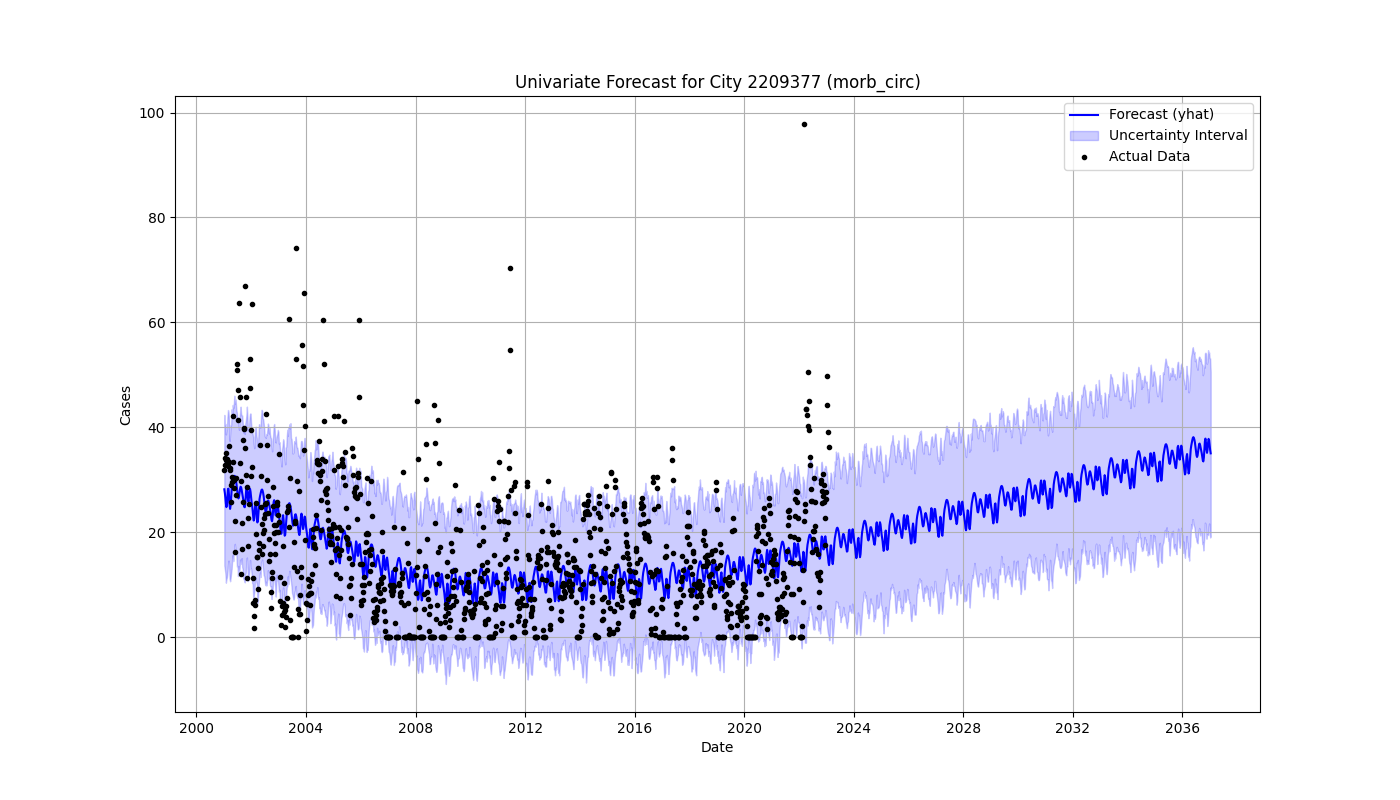 Univariate Forecast for City 2209377 (morb_circ)
Forecast (yhat)
Uncertainty Interval
Actual Data
100
80
60
40
20
0
Cases
2000
2004
2008
2012
2016
2020
2024
2028
2032
2036
Date